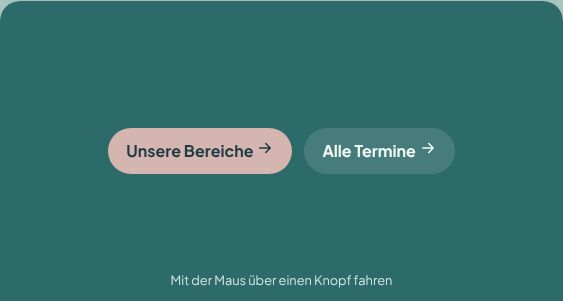 Unsere Bereiche →
Alle Termine →
Mit der Maus über einen Knopf fahren